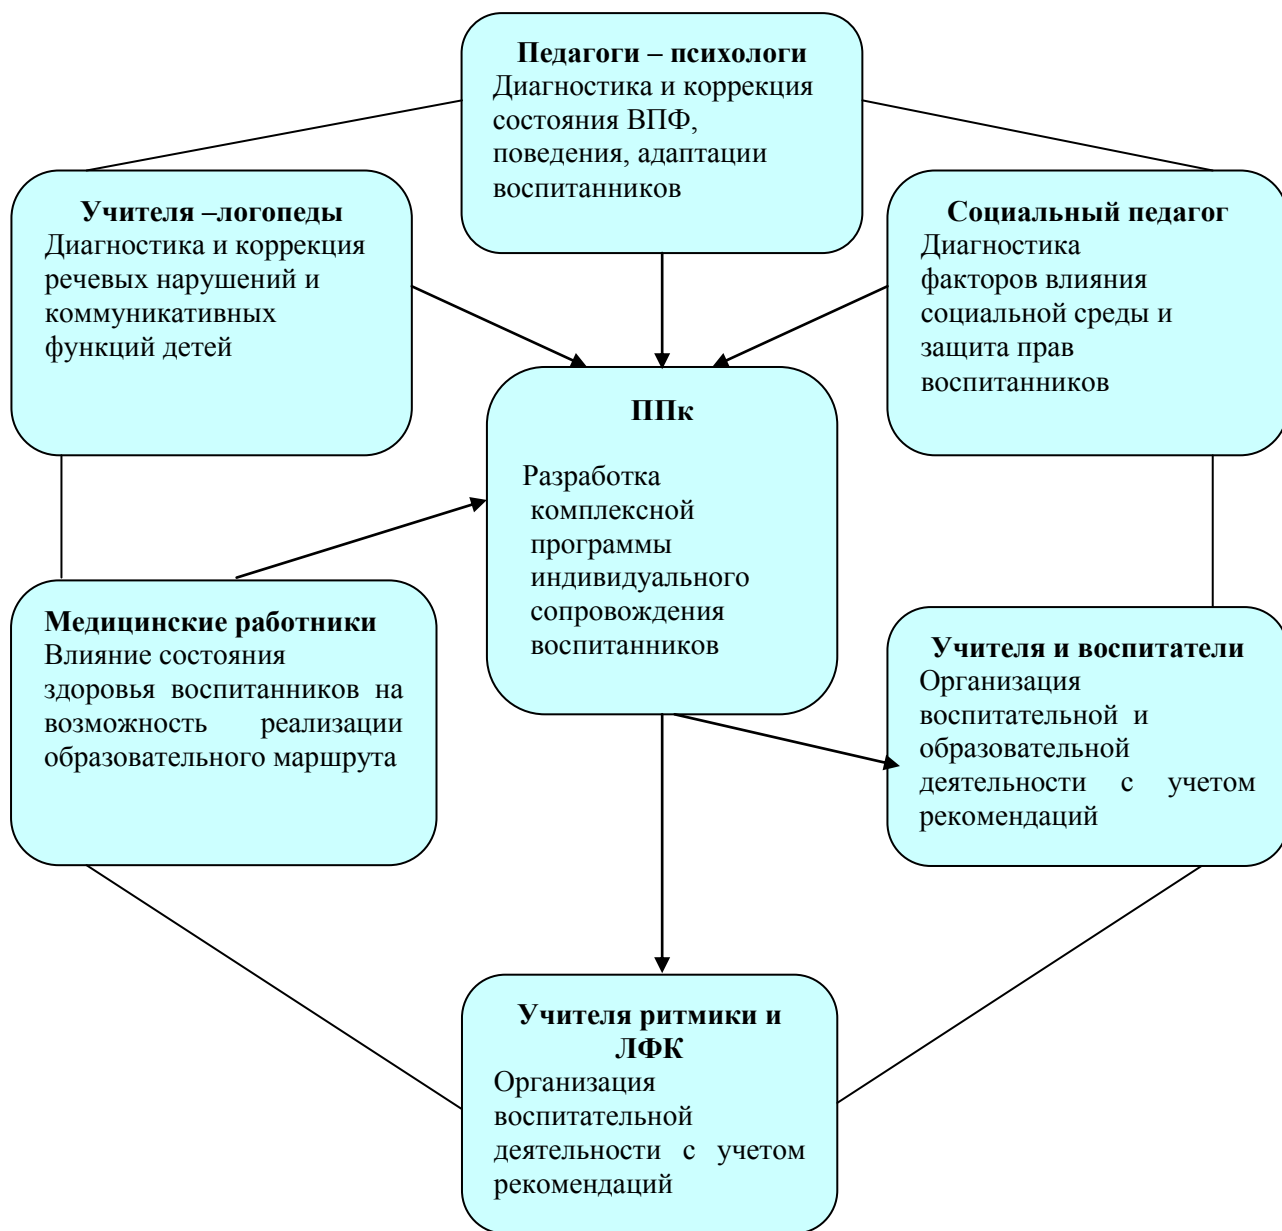 Педагоги – психологи
Диагностика и коррекция
состояния ВПФ,
поведения, адаптации
воспитанников
Учителя –логопеды
Диагностика и коррекция
речевых нарушений и
коммуникативных
функций детей
Социальный педагог
Диагностика
факторов влияния
социальной среды и
защита прав
воспитанников
ППк
Разработка
комплексной
программы
индивидуального
сопровождения
воспитанников
Медицинские работники
Влияние состояния
здоровья воспитанников на
возможность реализации
образовательного маршрута
Учителя и воспитатели
Организация
воспитательной и
образовательной
деятельности с учетом
рекомендаций
Учителя ритмики и
ЛФК
Организация
воспитательной
деятельности с учетом
рекомендаций